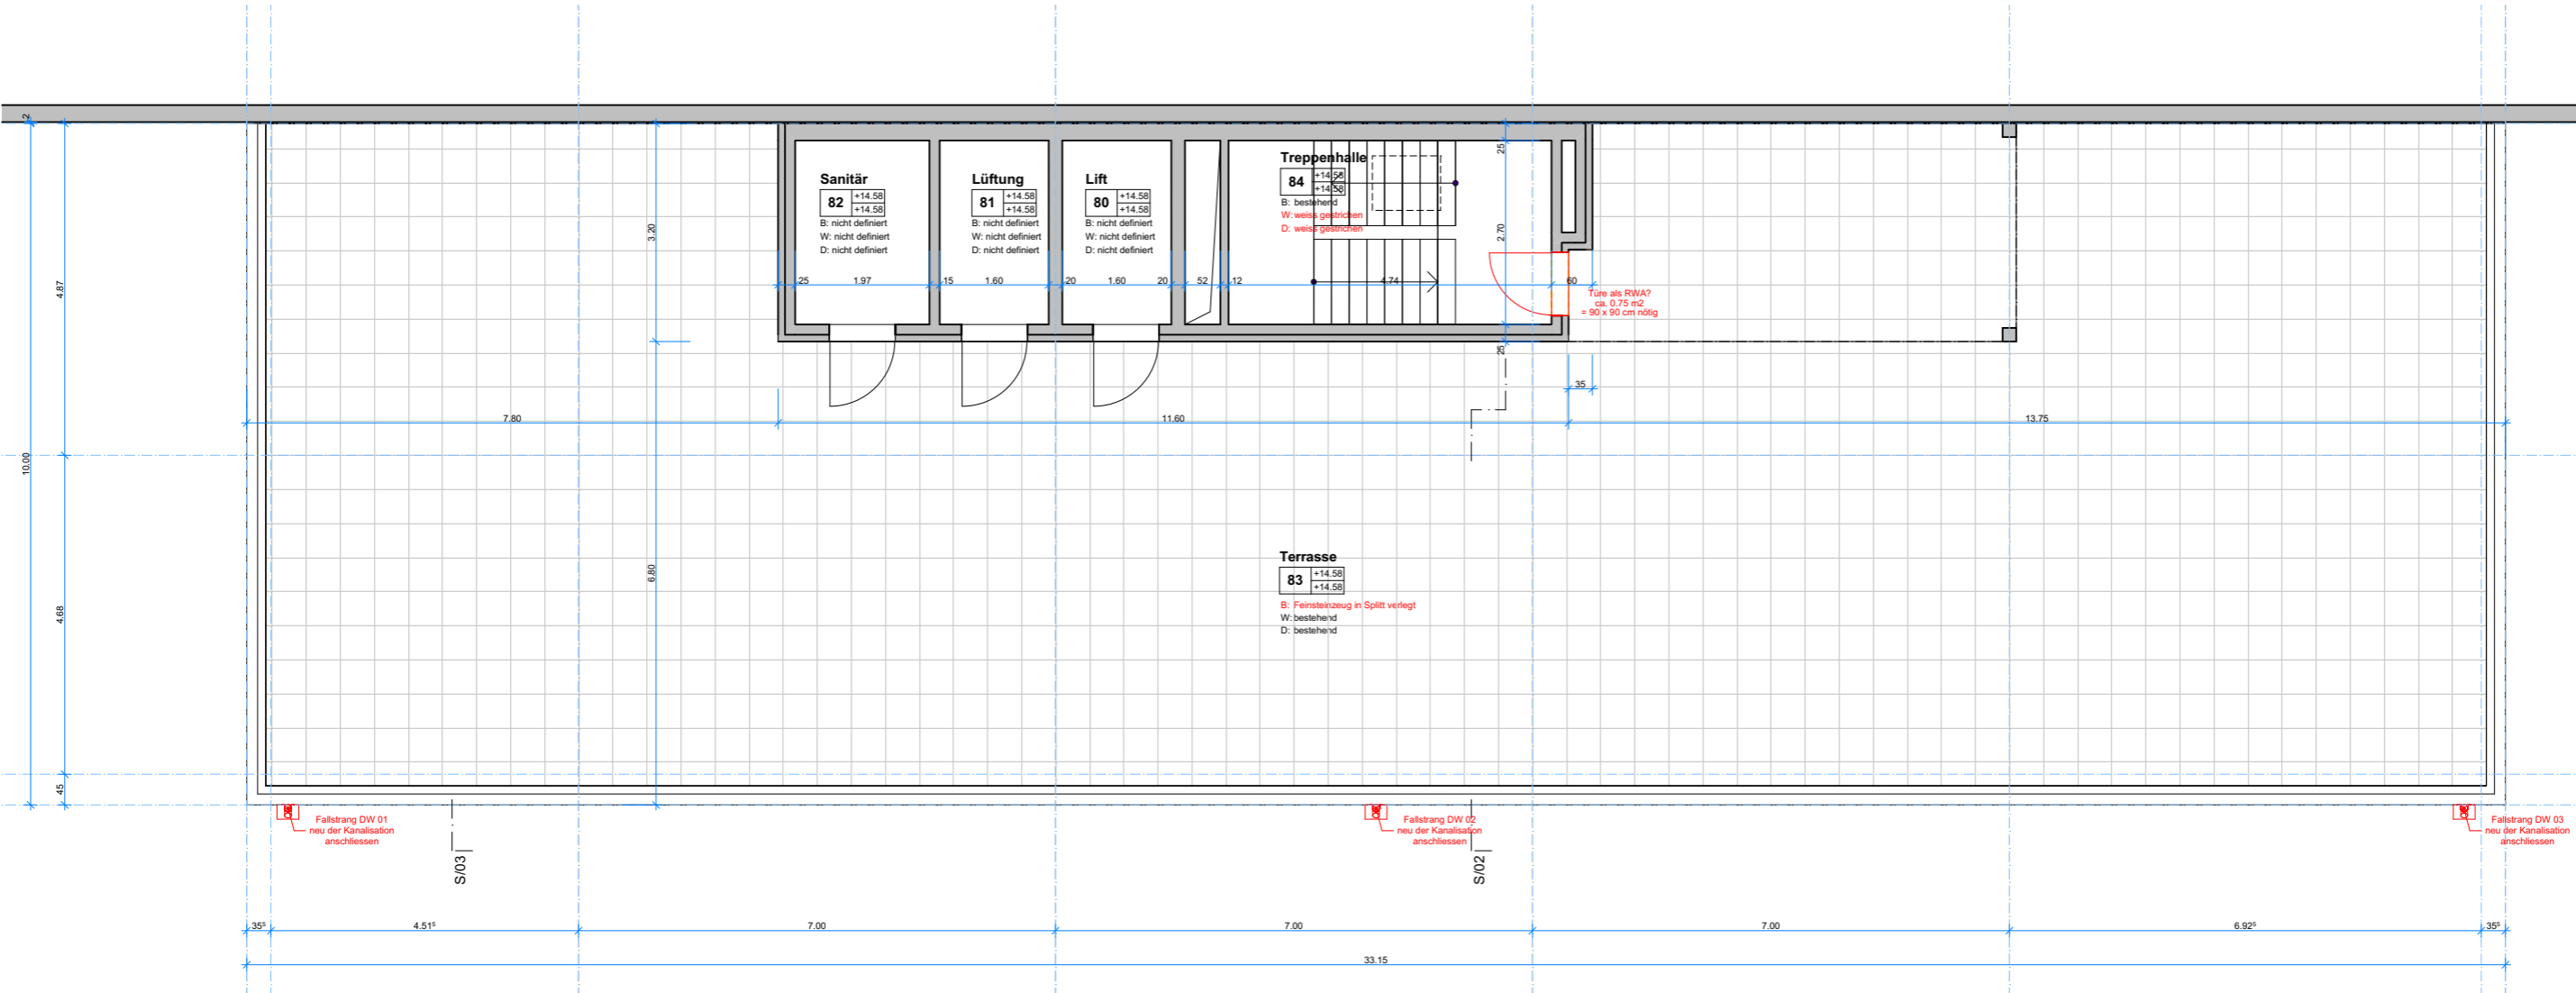 2
Sanitär
82 +14.58
+14.58
B: nicht definiert
W: nicht definiert
D: nicht definiert
Lüftung
81 +14.58
+14.58
B: nicht definiert
W: nicht definiert
D: nicht definiert
Lift
80 +14.58
+14.58
B: nicht definiert
W: nicht definiert
D: nicht definiert
Treppenhalle
84 +14.58
+14.58
B: bestehend
W: weiss gestrichen
D: weiss gestrichen
25
2.70
25
3.20
4.87
25
1.97
15
1.60
20
1.60
20
52
12
4.74
60
Türe als RWA?
ca. 0.75 m2
= 90 x 90 cm nötig
35
7.80
11.60
13.75
10.00
6.80
4.68
45
Terrasse
83 +14.58
+14.58
B: Feinsteinzeug in Splitt verlegt
W: bestehend
D: bestehend
Fallstrang DW 01
neu der Kanalisation
anschliessen
Fallstrang DW 02
neu der Kanalisation
anschliessen
Fallstrang DW 03
neu der Kanalisation
anschliessen
S/03
S/02
35⁵
4.51⁵
7.00
7.00
7.00
6.92⁵
35⁵
33.15